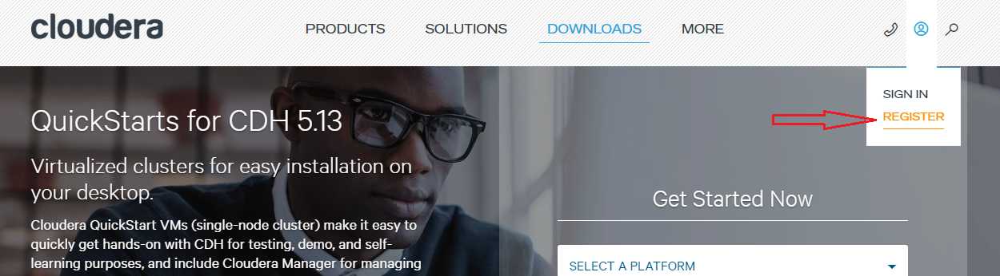 cloudera
PRODUCTS
SOLUTIONS
DOWNLOADS
MORE
SIGN IN
REGISTER
QuickStarts for CDH 5.13
Virtualized clusters for easy installation on
your desktop.
Cloudera QuickStart VMs (single-node cluster) make it easy to
quickly get hands-on with CDH for testing, demo, and self-
learning purposes, and include Cloudera Manager for managing
Get Started Now
SELECT A PLATFORM